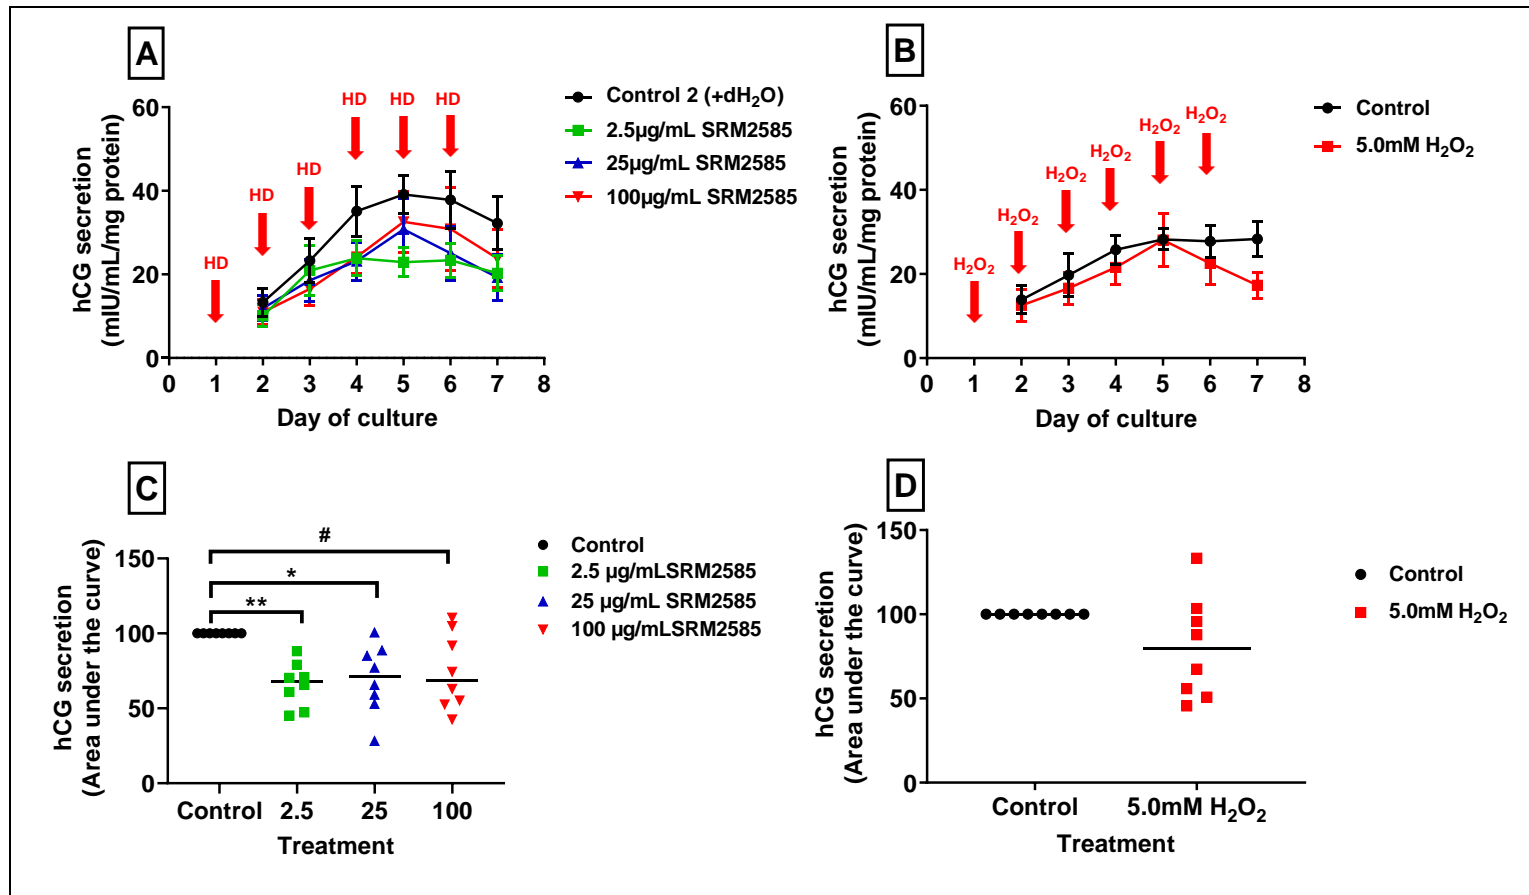 A
HD
HD
HD
HD
HD
HD
60
40
20
0
hCG secretion
(mIU/mL/mg protein)
0 1 2 3 4 5 6 7 8
Day of culture
Control 2 (+dH₂O)
2.5µg/mL SRM2585
25µg/mL SRM2585
100µg/mL SRM2585
B
H₂O₂
H₂O₂
H₂O₂
H₂O₂
H₂O₂
H₂O₂
60
40
20
0
hCG secretion
(mIU/mL/mg protein)
0 1 2 3 4 5 6 7 8
Day of culture
Control
5.0mM H₂O₂
C
#
*
**
150
100
50
0
hCG secretion
(Area under the curve)
Control 2.5 25 100
Treatment
Control
2.5 µg/mLSRM2585
25 µg/mL SRM2585
100 µg/mLSRM2585
D
150
100
50
0
hCG secretion
(Area under the curve)
Control 5.0mM H₂O₂
Treatment
Control
5.0mM H₂O₂